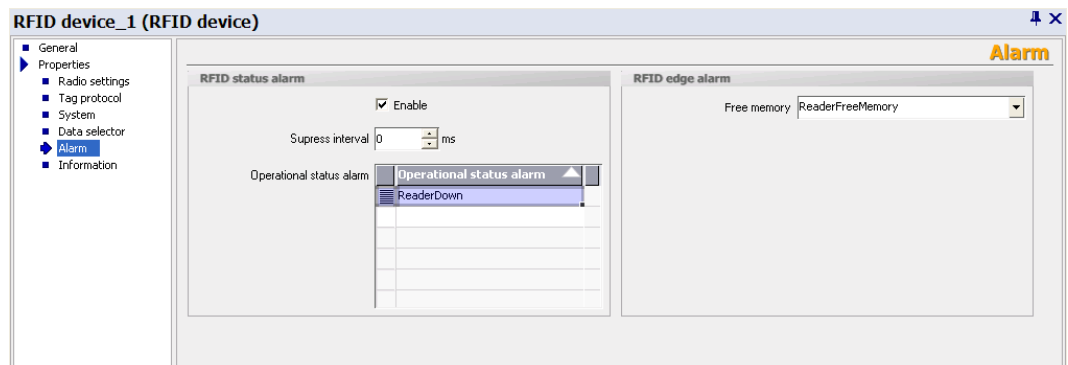 RFID device_1 (RFID device)
General
Properties
Radio settings
Tag protocol
System
Data selector
Alarm
Information
Alarm
RFID status alarm
Enable
Supress interval 0 ms
Operational status alarm
Operational status alarm
ReaderDown
RFID edge alarm
Free memory ReaderFreeMemory